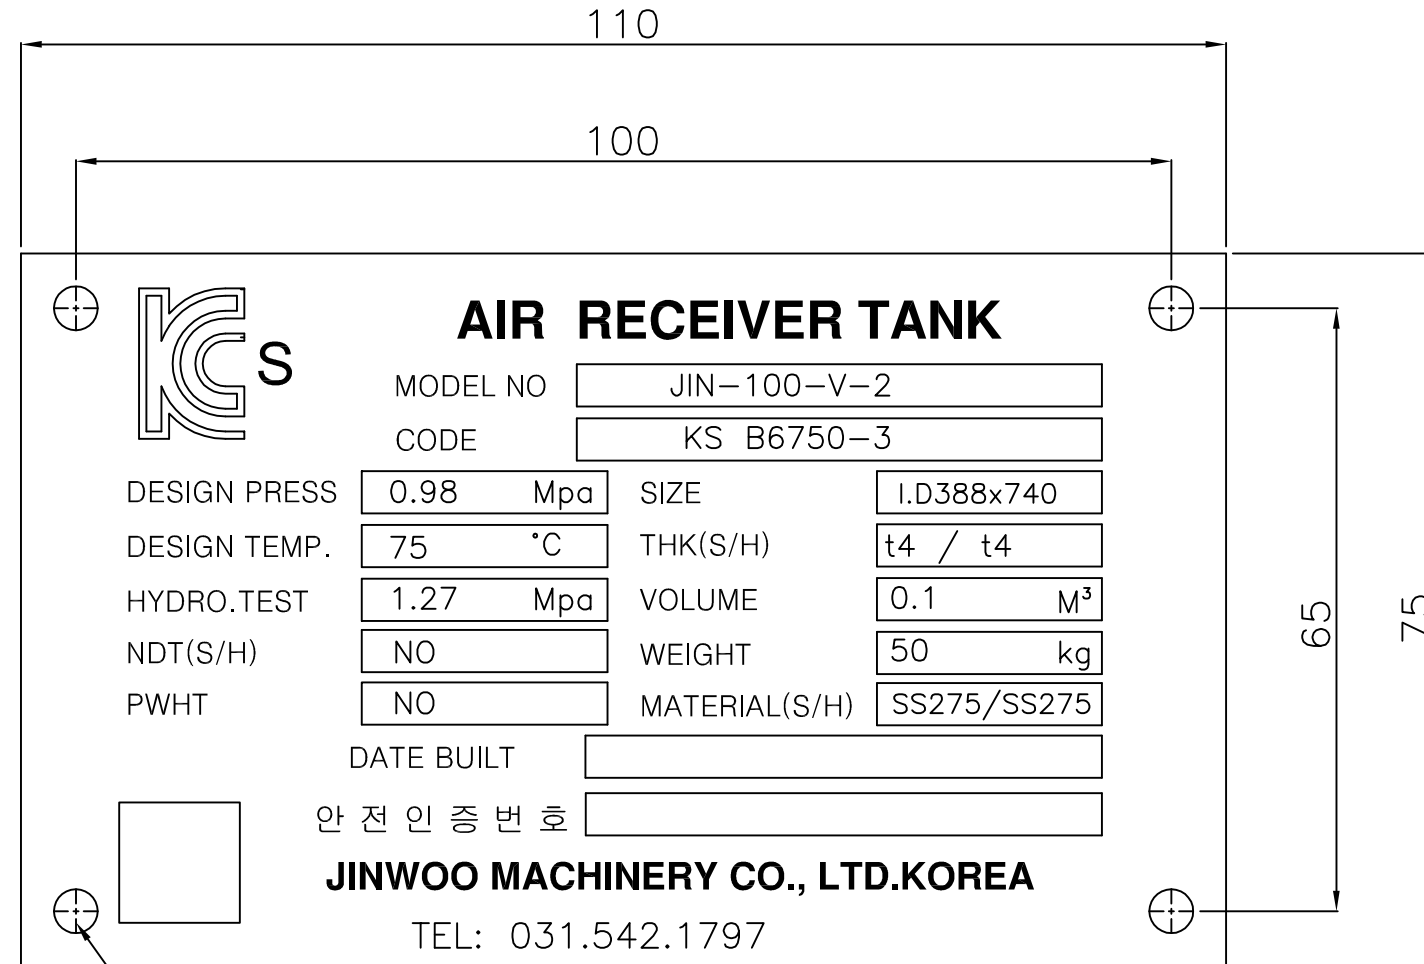 110
100
KC S
AIR RECEIVER TANK
MODEL NO JIN-100-V-2
CODE KS B6750-3
DESIGN PRESS 0.98 Mpa SIZE I.D388x740
DESIGN TEMP. 75 °C THK(S/H) t4 / t4
HYDRO.TEST 1.27 Mpa VOLUME 0.1 M³
NDT(S/H) NO WEIGHT 50 kg
PWHT NO MATERIAL(S/H) SS275/SS275
DATE BUILT
안전인증번호
JINWOO MACHINERY CO., LTD.KOREA
TEL: 031.542.1797
65
75